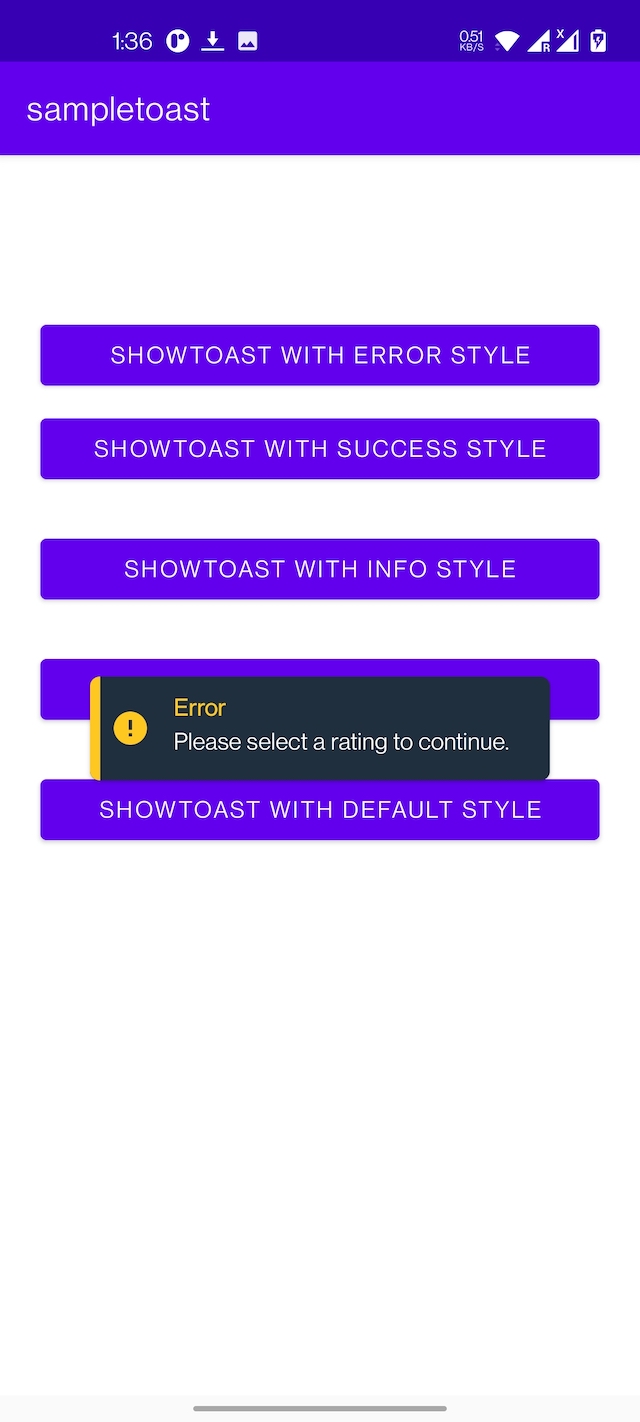 1:36
0.51
KB/S
R
X
sampletoast
SHOWTOAST WITH ERROR STYLE
SHOWTOAST WITH SUCCESS STYLE
SHOWTOAST WITH INFO STYLE
Error
Please select a rating to continue.
SHOWTOAST WITH DEFAULT STYLE